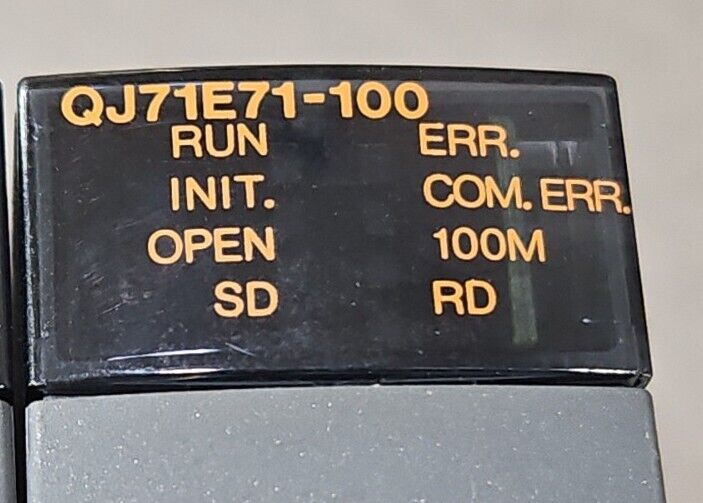 QJ71E71-100
RUN ERR.
INIT. COM. ERR.
OPEN 100M
SD RD